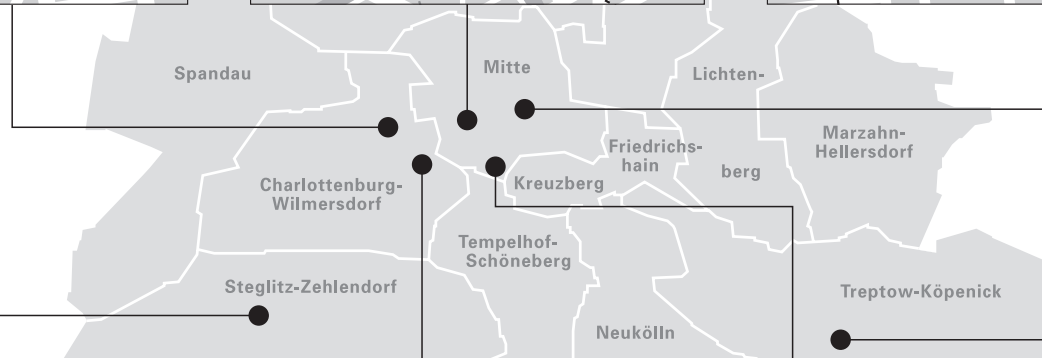 Spandau
Mitte
Lichten-
berg
Marzahn-
Hellersdorf
Friedrichs-
hain
Kreuzberg
Charlottenburg-
Wilmersdorf
Tempelhof-
Schöneberg
Steglitz-Zehlendorf
Treptow-Köpenick
Neukölln